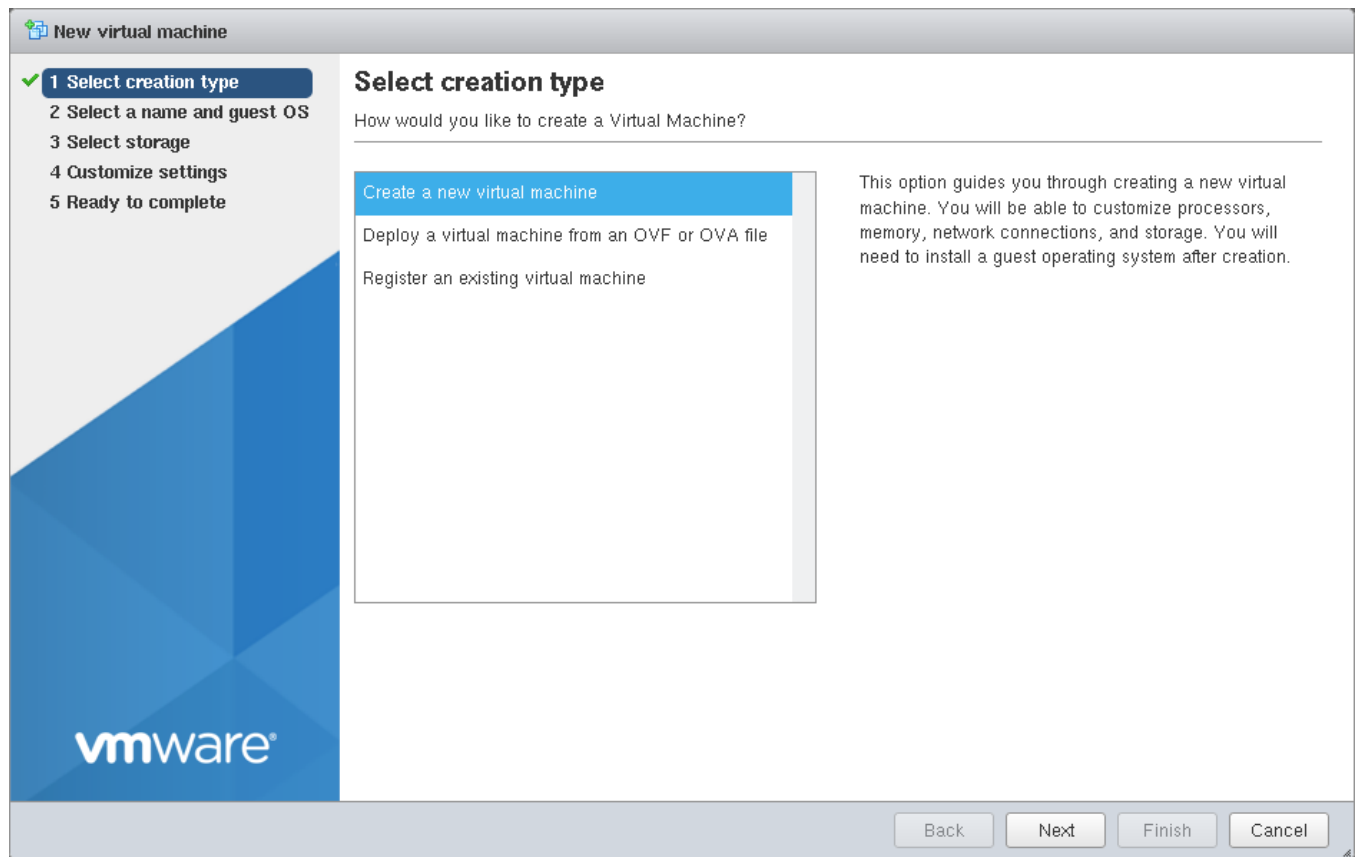 New virtual machine
1 Select creation type
2 Select a name and guest OS
3 Select storage
4 Customize settings
5 Ready to complete
Select creation type
How would you like to create a Virtual Machine?
Create a new virtual machine
Deploy a virtual machine from an OVF or OVA file
Register an existing virtual machine
This option guides you through creating a new virtual
machine. You will be able to customize processors,
memory, network connections, and storage. You will
need to install a guest operating system after creation.
vmware®
Back
Next
Finish
Cancel